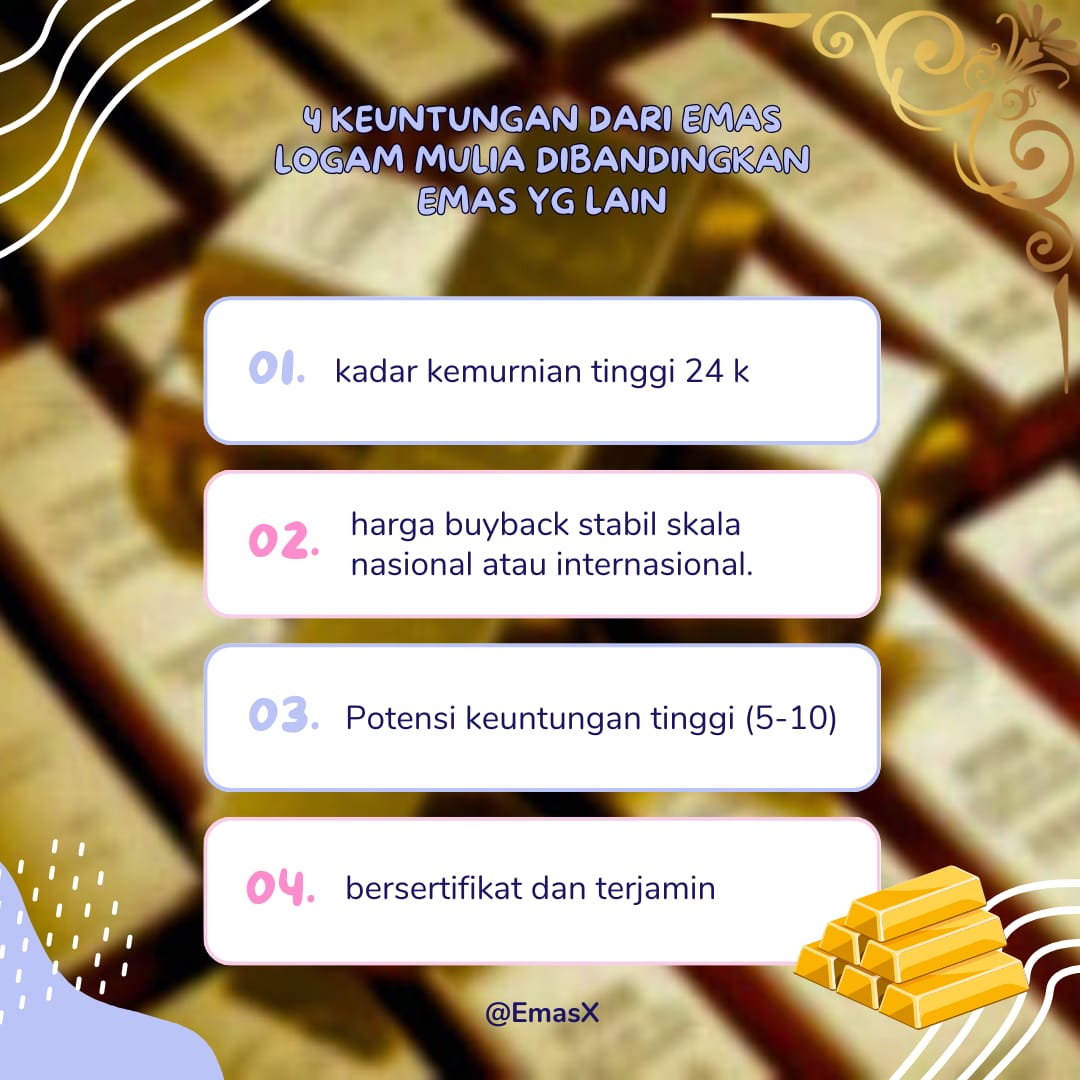 4 KEUNTUNGAN DARI EMAS
LOGAM MULIA DIBANDINGKAN
EMAS YG LAIN
01. kadar kemurnian tinggi 24 k
02. harga buyback stabil skala
nasional atau internasional.
03. Potensi keuntungan tinggi (5-10)
04. bersertifikat dan terjamin
@EmasX